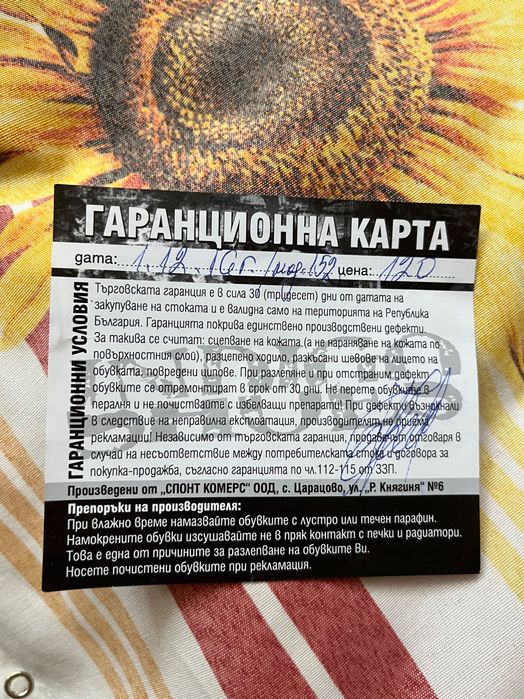 ГАРАНЦИОННА КАРТА
дата: 1.12.16г. / мод. 152 цена: 120
ГАРАНЦИОННИ УСЛОВИЯ
Търговската гаранция е в сила 30 (тридесет) дни от датата на
закупуване на стоката и е валидна само на територията на Република
България. Гаранцията покрива единствено производствени дефекти.
За такива се считат: сцепване на кожата (а не нараняване на кожата по
повърхностния слой), разцепено ходило, разкъсани шевове на лицето на
обувката, повредени ципове. При разлепяне и при отстраним дефект
обувките се отремонтират в срок от 30 дни. Не перете обувките в
пералня и не почиствайте с избелващи препарати! При дефекти възникнали
в следствие на неправилна експлоатация, производителят не приема
рекламации! Независимо от търговската гаранция, продавачът отговаря в
случай на несъответствие между потребителската стока и договора за
покупка-продажба, съгласно гаранцията по чл.112-115 от ЗЗП.
Произведени от „СПОНТ КОМЕРС" ООД, с. Царацово, ул. „Р. Княгиня" №6
Препоръки на производителя:
При влажно време намазвайте обувките с лустро или течен парафин.
Намокрените обувки изсушавайте не в пряк контакт с печки и радиатори.
Това е една от причините за разлепване на обувките Ви.
Носете почистени обувките при рекламация.